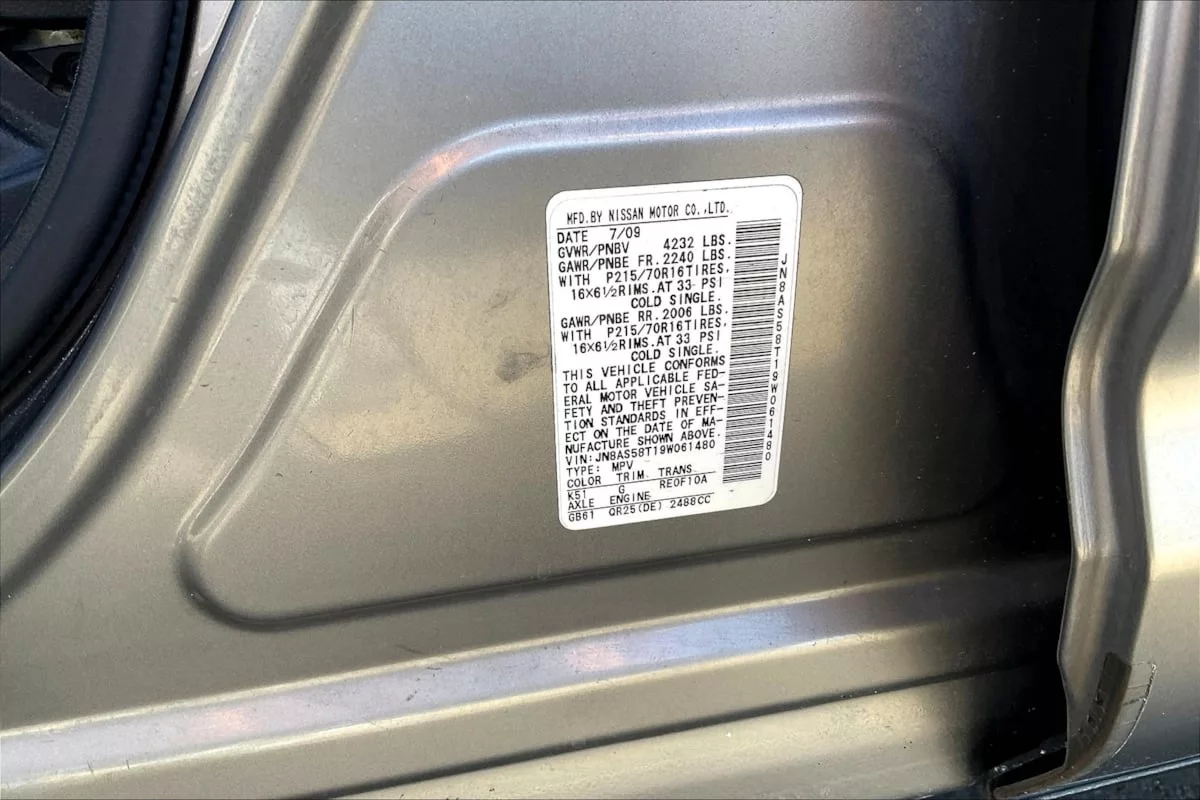 MFD.BY NISSAN MOTOR CO.,LTD.
DATE 7/09
GVWR/PNBV 4232 LBS.
GAWR/PNBE FR. 2240 LBS.
WITH P215/70R16TIRES,
16X6½RIMS.AT 33 PSI
COLD SINGLE.
GAWR/PNBE RR. 2006 LBS.
WITH P215/70R16TIRES,
16X6½RIMS.AT 33 PSI
COLD SINGLE.
THIS VEHICLE CONFORMS
TO ALL APPLICABLE FED-
ERAL MOTOR VEHICLE SA-
FETY AND THEFT PREVEN-
TION STANDARDS IN EFF-
ECT ON THE DATE OF MA-
NUFACTURE SHOWN ABOVE.
VIN:JN8AS58T19W061480
TYPE: MPV
COLOR TRIM TRANS
K51 G RE0F10A
AXLE ENGINE
GB61 QR25(DE) 2488CC
JN8AS58T19W061480